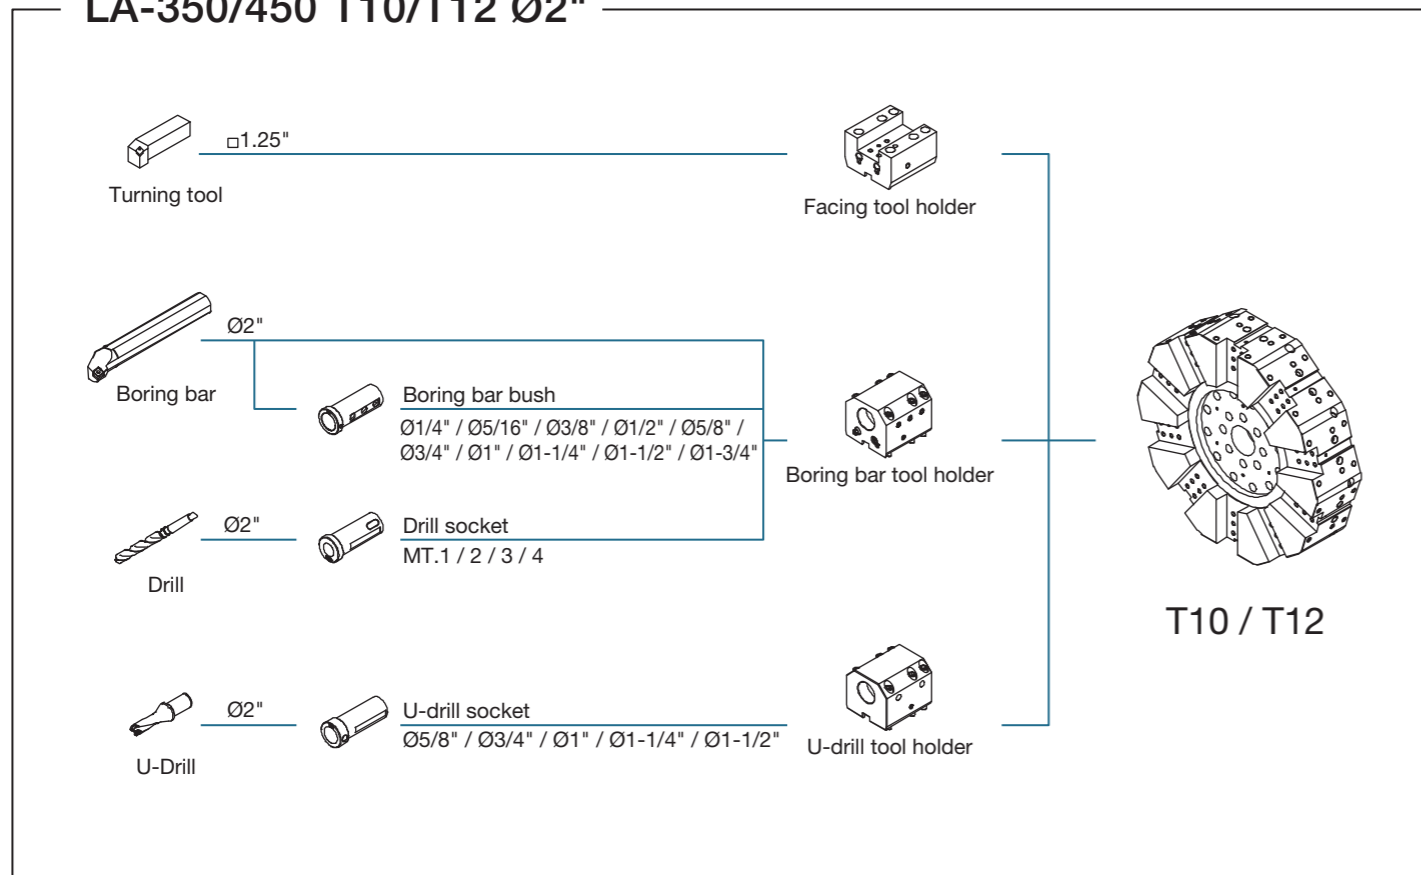 LA-350/450 T10/T12 Ø2"
□1.25"
Turning tool
Facing tool holder
Ø2"
Boring bar
Boring bar bush
Ø1/4" / Ø5/16" / Ø3/8" / Ø1/2" / Ø5/8" /
Ø3/4" / Ø1" / Ø1-1/4" / Ø1-1/2" / Ø1-3/4"
Boring bar tool holder
Ø2"
Drill socket
MT.1 / 2 / 3 / 4
Drill
T10 / T12
Ø2"
U-drill socket
Ø5/8" / Ø3/4" / Ø1" / Ø1-1/4" / Ø1-1/2"
U-drill tool holder
U-Drill